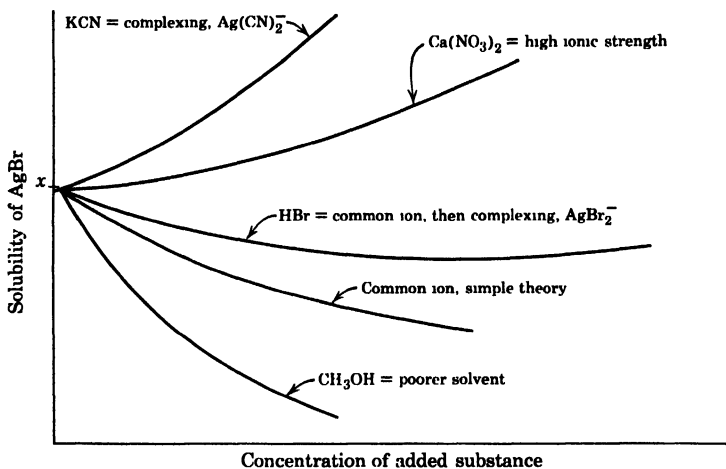 KCN = complexing, Ag(CN)₂⁻
Ca(NO₃)₂ = high ionic strength
Solubility of AgBr
x
HBr = common ion, then complexing, AgBr₂⁻
Common ion, simple theory
CH₃OH = poorer solvent
Concentration of added substance